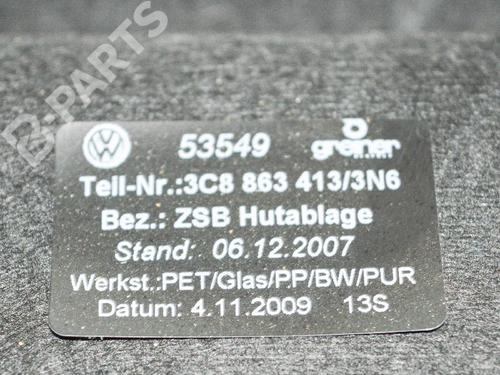 B-PARTS
53549 greiner
Teil-Nr.:3C8 863 413/3N6
Bez.: ZSB Hutablage
Stand: 06.12.2007
Werkst.:PET/Glas/PP/BW/PUR
Datum: 4.11.2009 13S